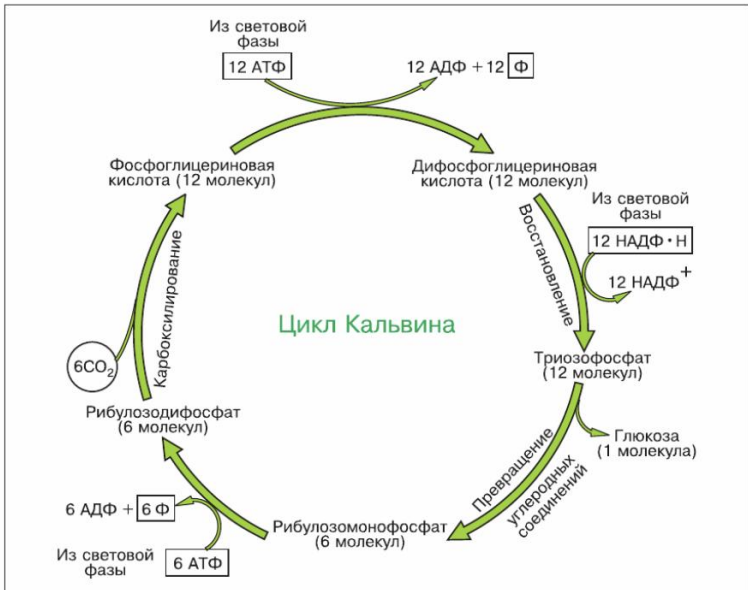 Из световой
фазы
12 АТФ
12 АДФ + 12 Ф
Фосфоглицериновая
кислота (12 молекул)
Дифосфоглицериновая
кислота (12 молекул)
Из световой
фазы
12 НАДФ · Н
12 НАДФ⁺
Восстановление
Карбоксилирование
Цикл Кальвина
6CO₂
Триозофосфат
(12 молекул)
Рибулозодифосфат
(6 молекул)
Глюкоза
(1 молекула)
Превращение
углеродных
соединений
6 АДФ + 6 Ф
Рибулозомонофосфат
(6 молекул)
Из световой
фазы
6 АТФ